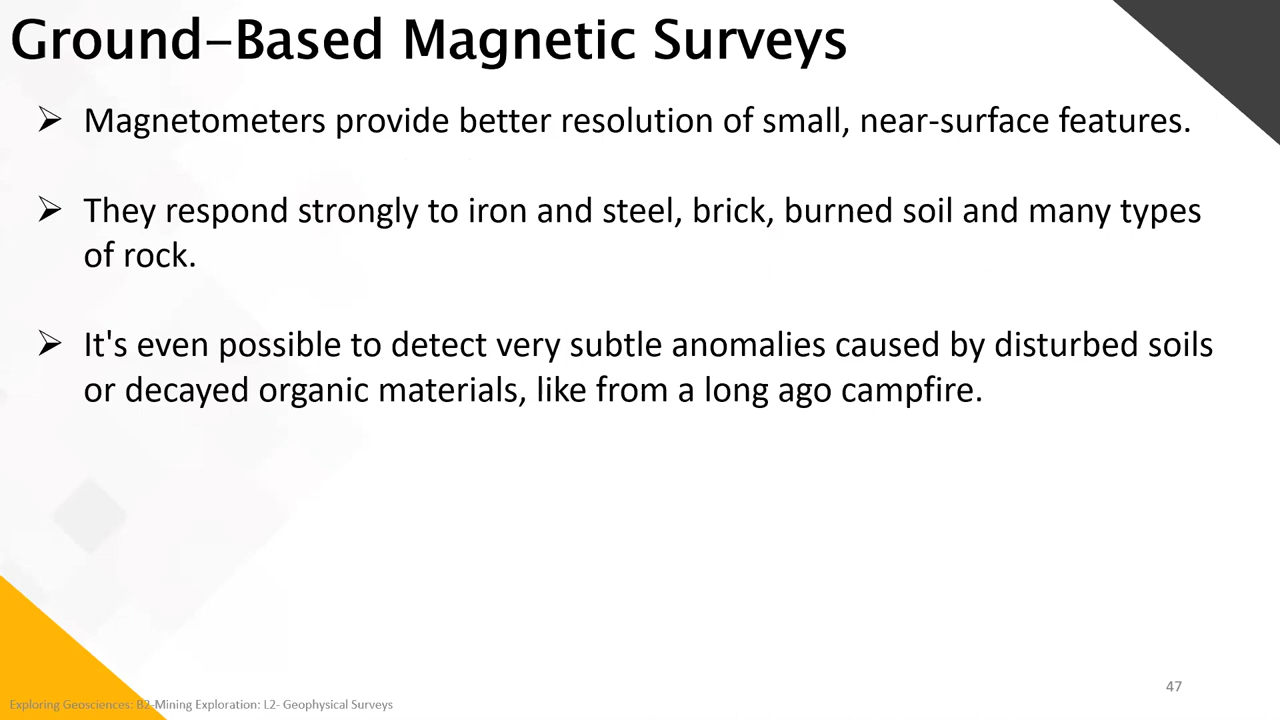 Ground–Based Magnetic Surveys
➢ Magnetometers provide better resolution of small, near-surface features.
➢ They respond strongly to iron and steel, brick, burned soil and many types
of rock.
➢ It's even possible to detect very subtle anomalies caused by disturbed soils
or decayed organic materials, like from a long ago campfire.
47
Exploring Geosciences: B2-Mining Exploration: L2- Geophysical Surveys